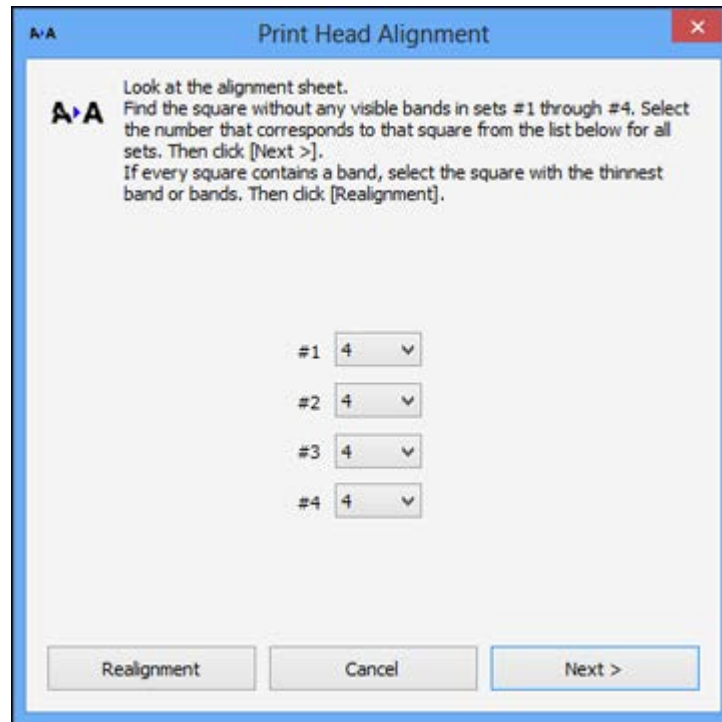 A▸A Print Head Alignment
A▸A
Look at the alignment sheet.
Find the square without any visible bands in sets #1 through #4. Select
the number that corresponds to that square from the list below for all
sets. Then click [Next >].
If every square contains a band, select the square with the thinnest
band or bands. Then click [Realignment].
#1 4
#2 4
#3 4
#4 4
Realignment Cancel Next >